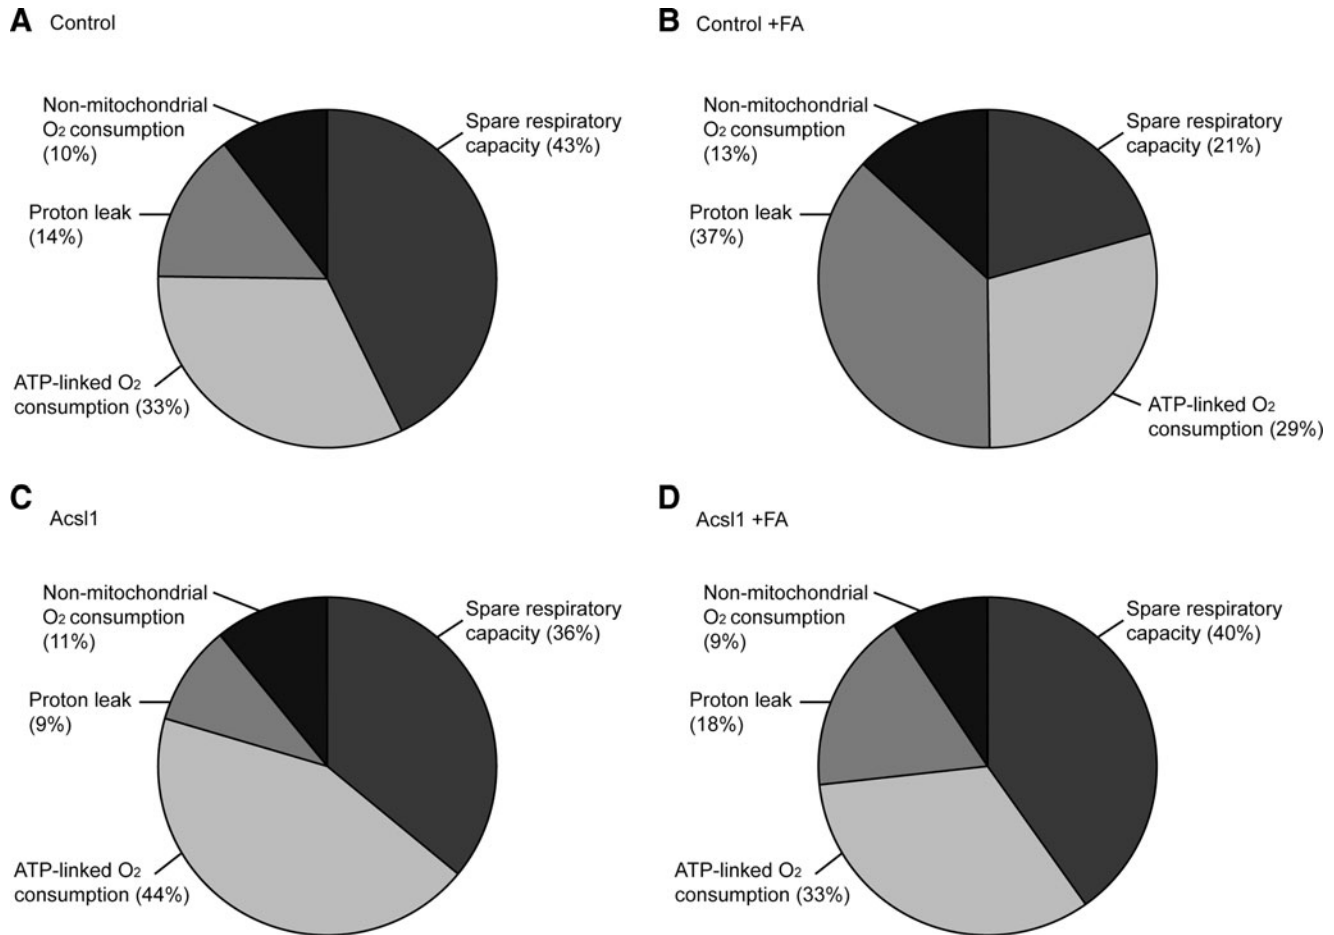 A Control
Non-mitochondrial
O2 consumption
(10%)
Spare respiratory
capacity (43%)
Proton leak
(14%)
ATP-linked O2
consumption (33%)
B Control +FA
Non-mitochondrial
O2 consumption
(13%)
Spare respiratory
capacity (21%)
Proton leak
(37%)
ATP-linked O2
consumption (29%)
C Acsl1
Non-mitochondrial
O2 consumption
(11%)
Spare respiratory
capacity (36%)
Proton leak
(9%)
ATP-linked O2
consumption (44%)
D Acsl1 +FA
Non-mitochondrial
O2 consumption
(9%)
Spare respiratory
capacity (40%)
Proton leak
(18%)
ATP-linked O2
consumption (33%)